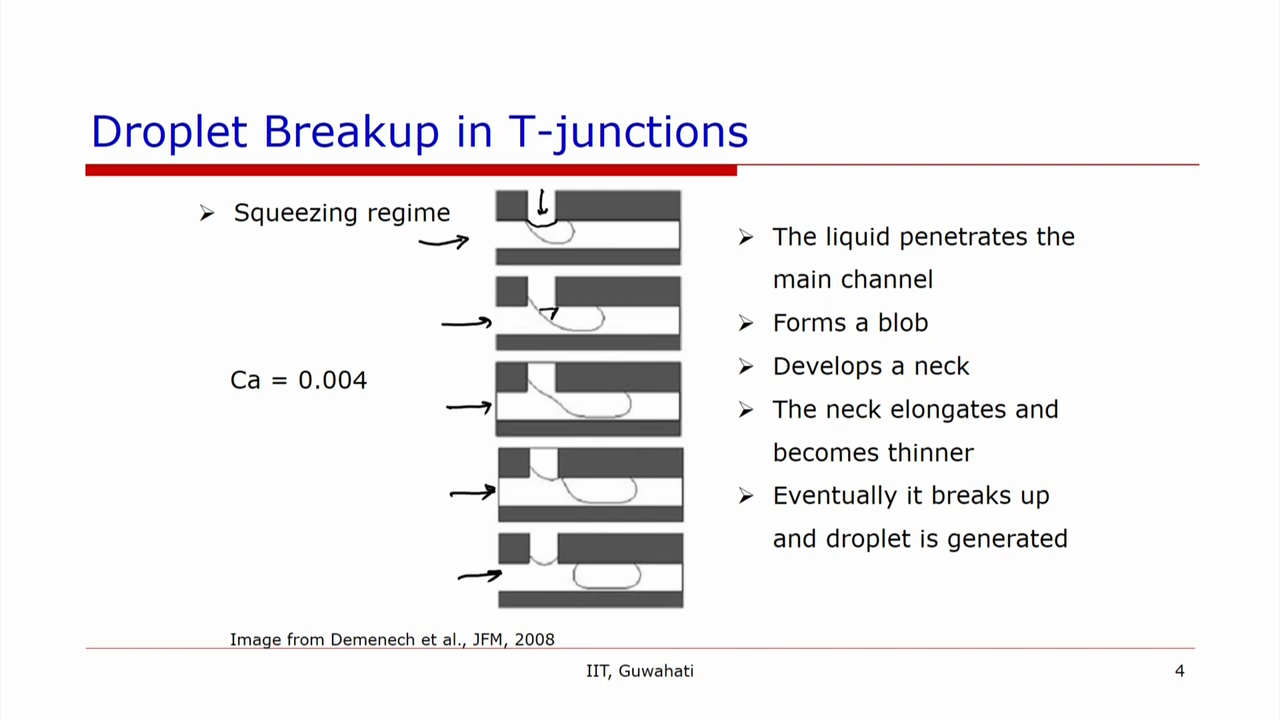 Droplet Breakup in T-junctions
➢ Squeezing regime
Ca = 0.004
➢ The liquid penetrates the
main channel
➢ Forms a blob
➢ Develops a neck
➢ The neck elongates and
becomes thinner
➢ Eventually it breaks up
and droplet is generated
Image from Demenech et al., JFM, 2008
IIT, Guwahati
4